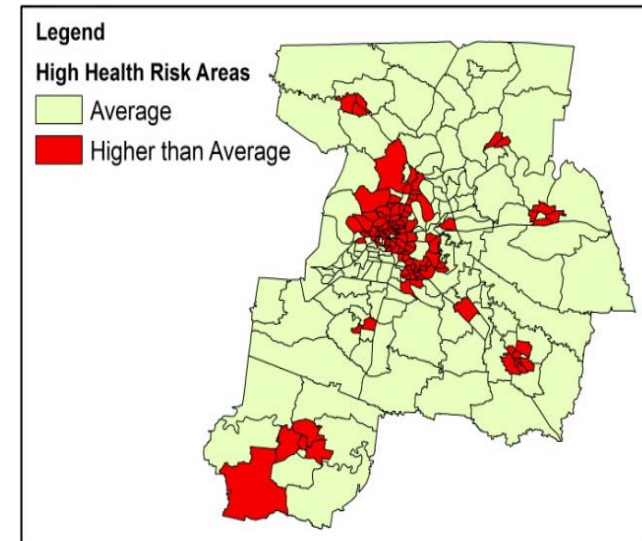 Legend
High Health Risk Areas
Average
Higher than Average